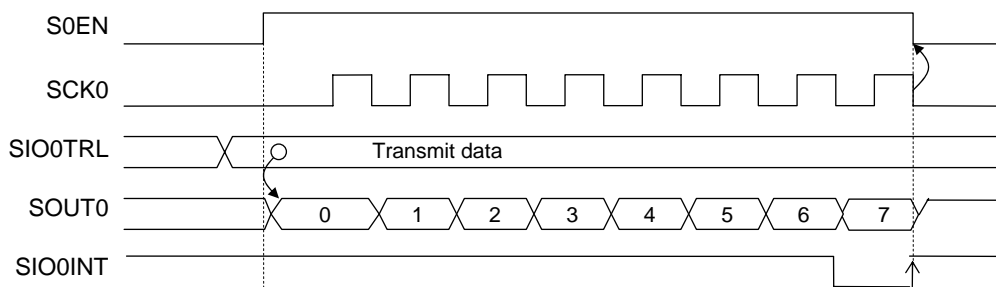 S0EN
SCK0
SIO0TRL Transmit data
SOUT0 0 1 2 3 4 5 6 7
SIO0INT